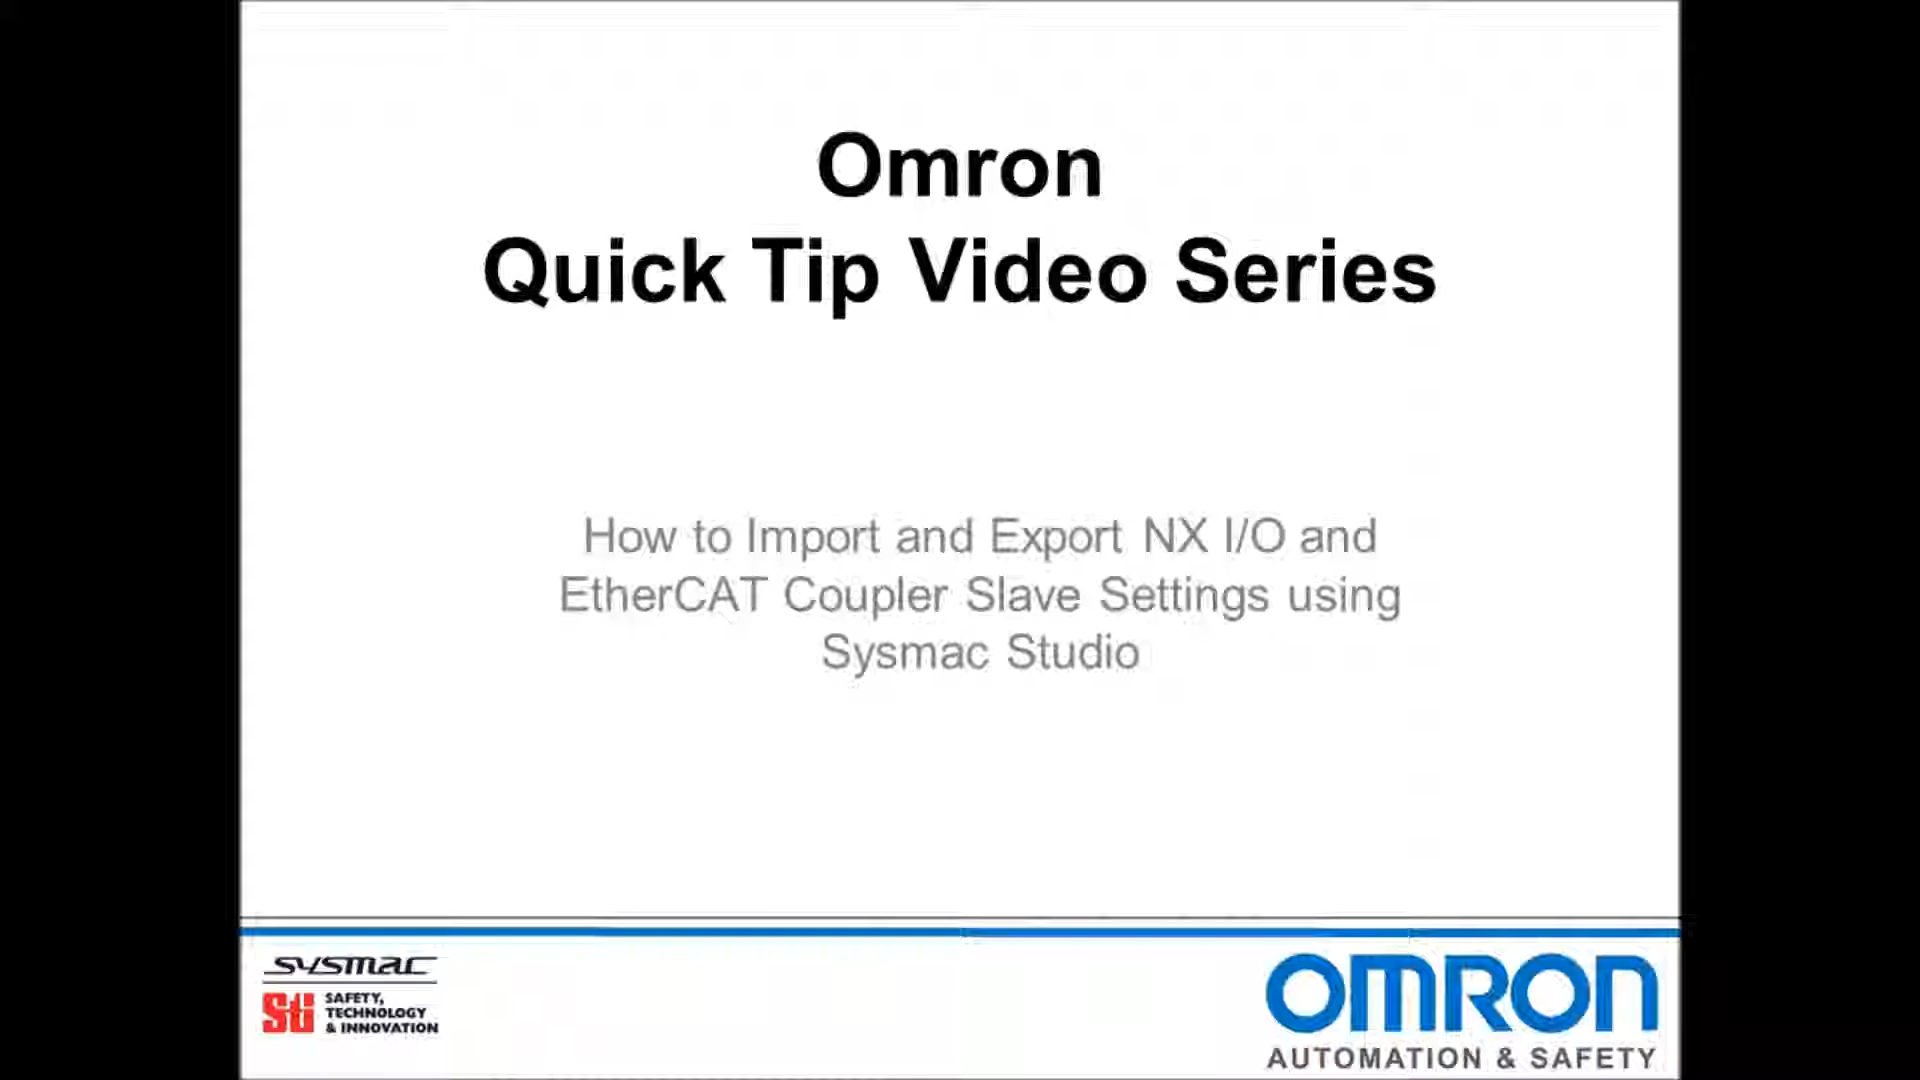 Omron
Quick Tip Video Series
How to Import and Export NX I/O and
EtherCAT Coupler Slave Settings using
Sysmac Studio
sysmac
sti
SAFETY,
TECHNOLOGY
& INNOVATION
OMRON
AUTOMATION & SAFETY